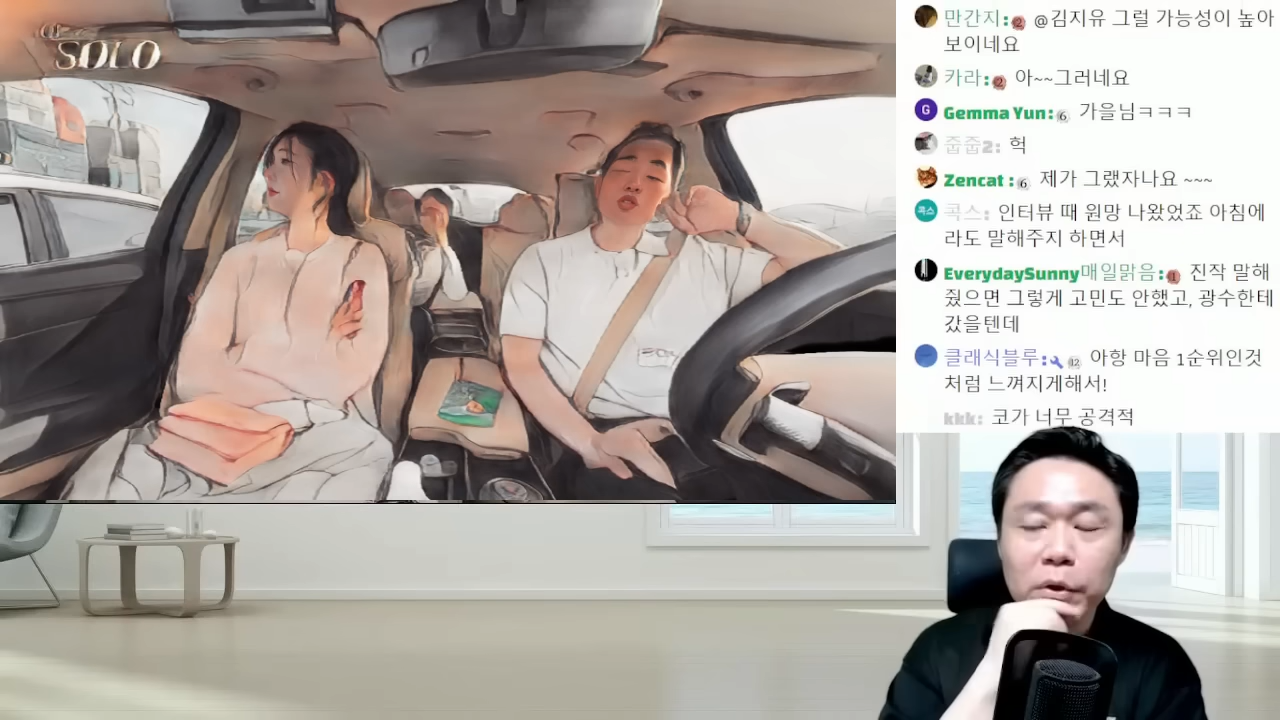 SOLO
만간지: @김지유 그럴 가능성이 높아
보이네요
카라: 아~~그러네요
G Gemma Yun: 6 가을님ㅋㅋㅋ
줍줍2: 헉
Zencat : 6 제가 그랬자나요 ~~~
콕스 콕스: 인터뷰 때 원망 나왔었죠 아침에
라도 말해주지 하면서
EverydaySunny매일맑음: 진작 말해
줬으면 그렇게 고민도 안했고, 광수한테
갔을텐데
클래식블루: 42 아항 마음 1순위인것
처럼 느껴지게해서!
kkk: 코가 너무 공격적